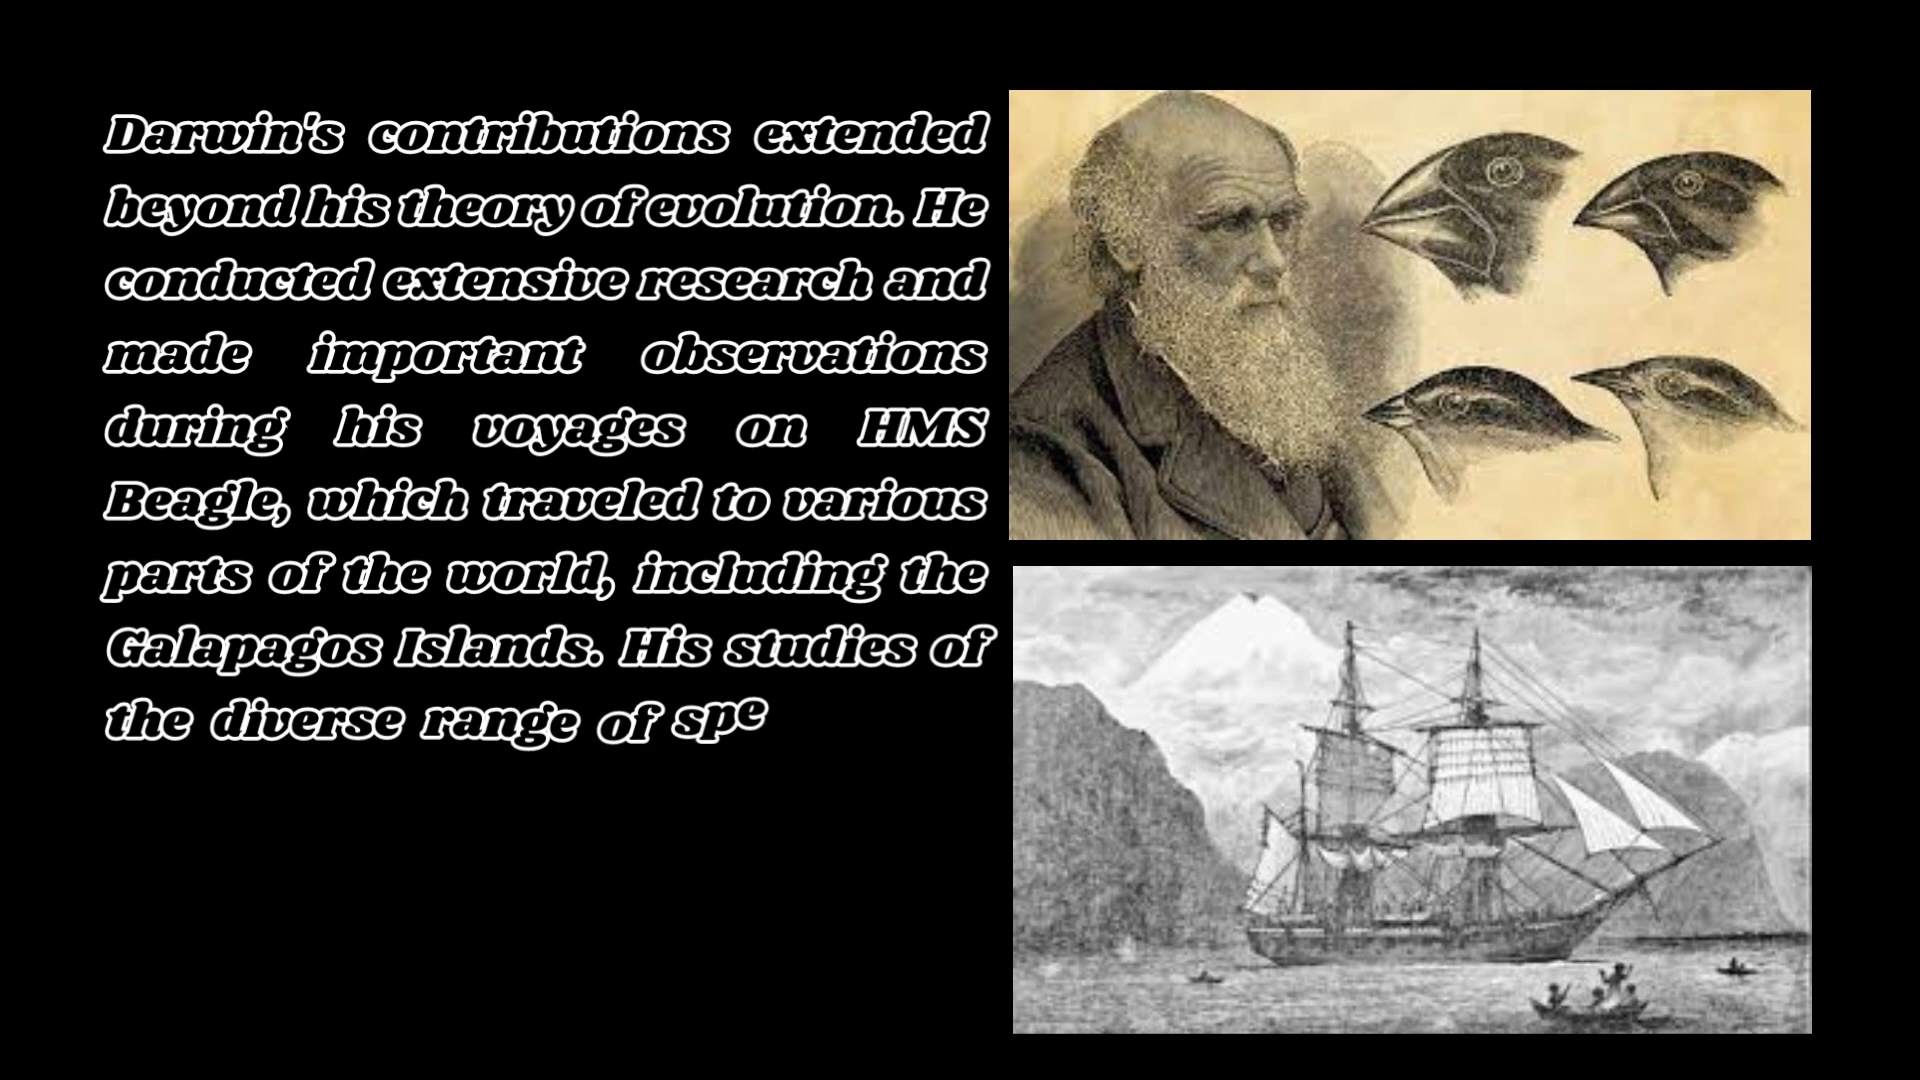 Darwin's contributions extended
beyond his theory of evolution. He
conducted extensive research and
made important observations
during his voyages on HMS
Beagle, which traveled to various
parts of the world, including the
Galapagos Islands. His studies of
the diverse range of spe